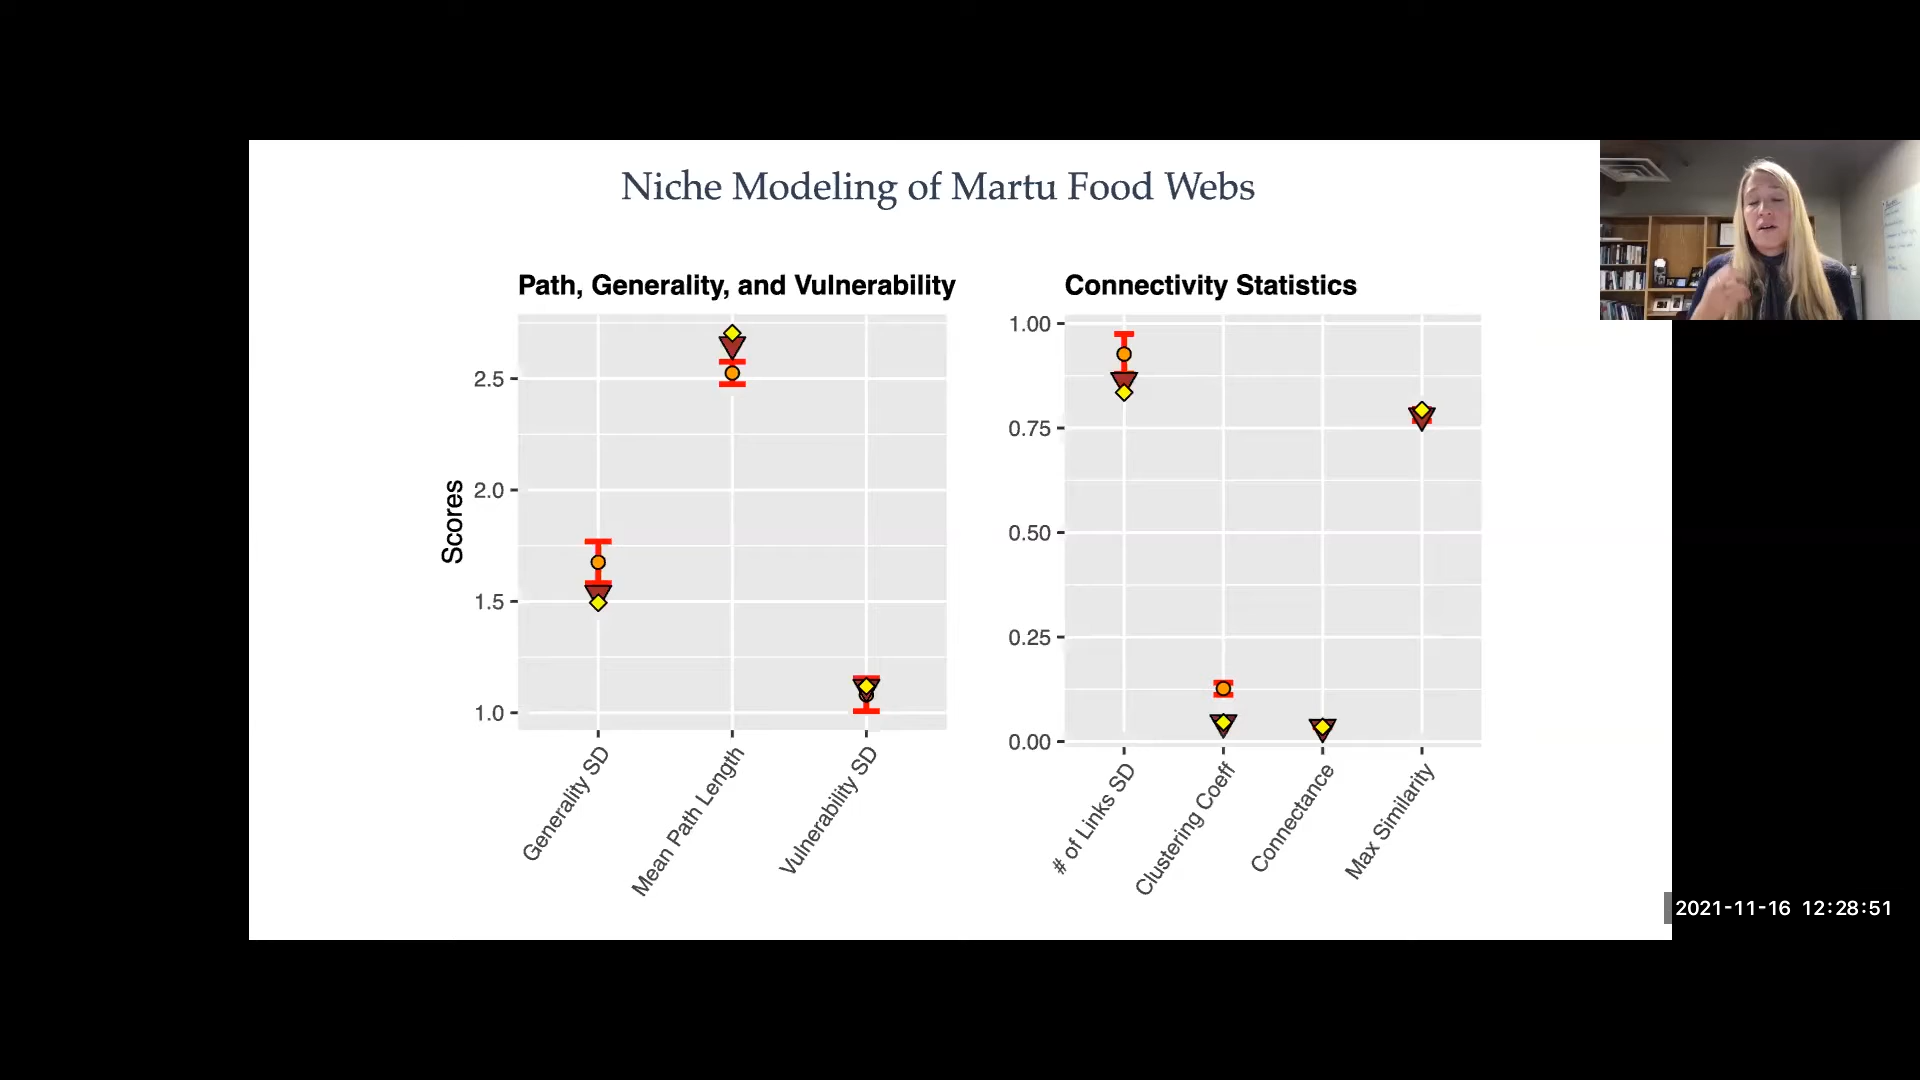 Niche Modeling of Martu Food Webs
Path, Generality, and Vulnerability
Scores
2.5
2.0
1.5
1.0
Generality SD
Mean Path Length
Vulnerability SD
Connectivity Statistics
1.00
0.75
0.50
0.25
0.00
# of Links SD
Clustering Coeff
Connectance
Max Similarity
2021-11-16 12:28:51